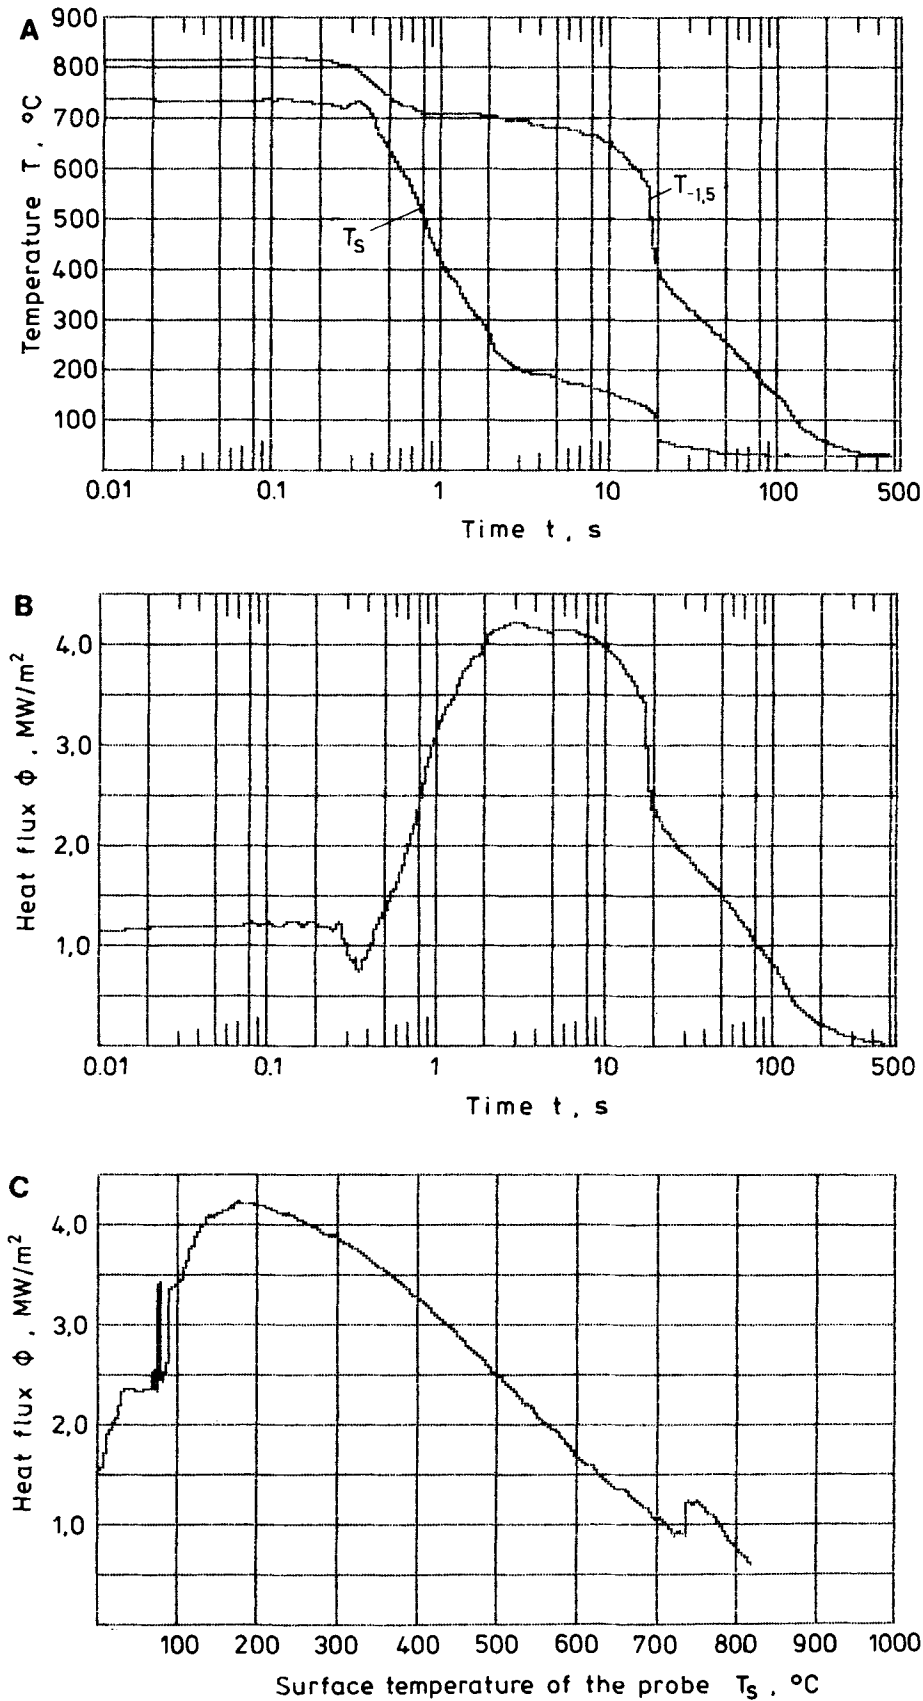 A
900
800
700
600
500
400
300
200
100
Temperature T, °C
T-1,5
Ts
0.01 0.1 1 10 100 500
Time t, s
B
4,0
3,0
2,0
1,0
Heat flux Φ, MW/m²
0.01 0.1 1 10 100 500
Time t, s
C
4,0
3,0
2,0
1,0
Heat flux Φ, MW/m²
100 200 300 400 500 600 700 800 900 1000
Surface temperature of the probe Ts, °C